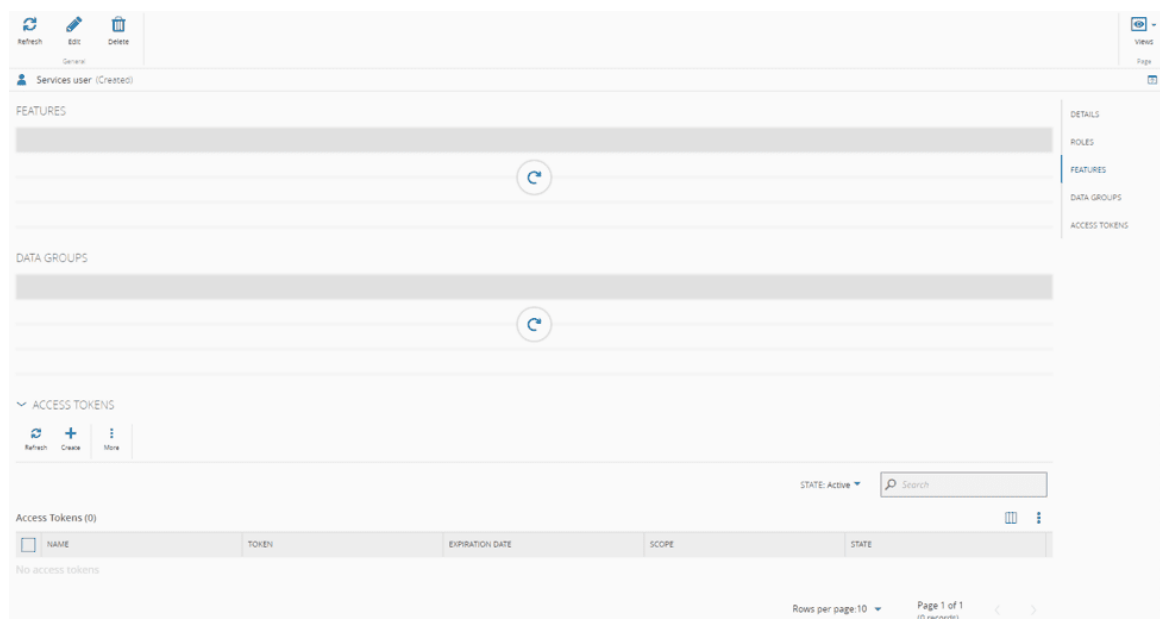 Refresh Edit Delete Views
General Page
Services user (Created)
FEATURES
DETAILS
ROLES
FEATURES
DATA GROUPS
ACCESS TOKENS
DATA GROUPS
ACCESS TOKENS
Refresh Create More
STATE: Active Search
Access Tokens (0)
NAME TOKEN EXPIRATION DATE SCOPE STATE
No access tokens
Rows per page:10 Page 1 of 1
(0 records)